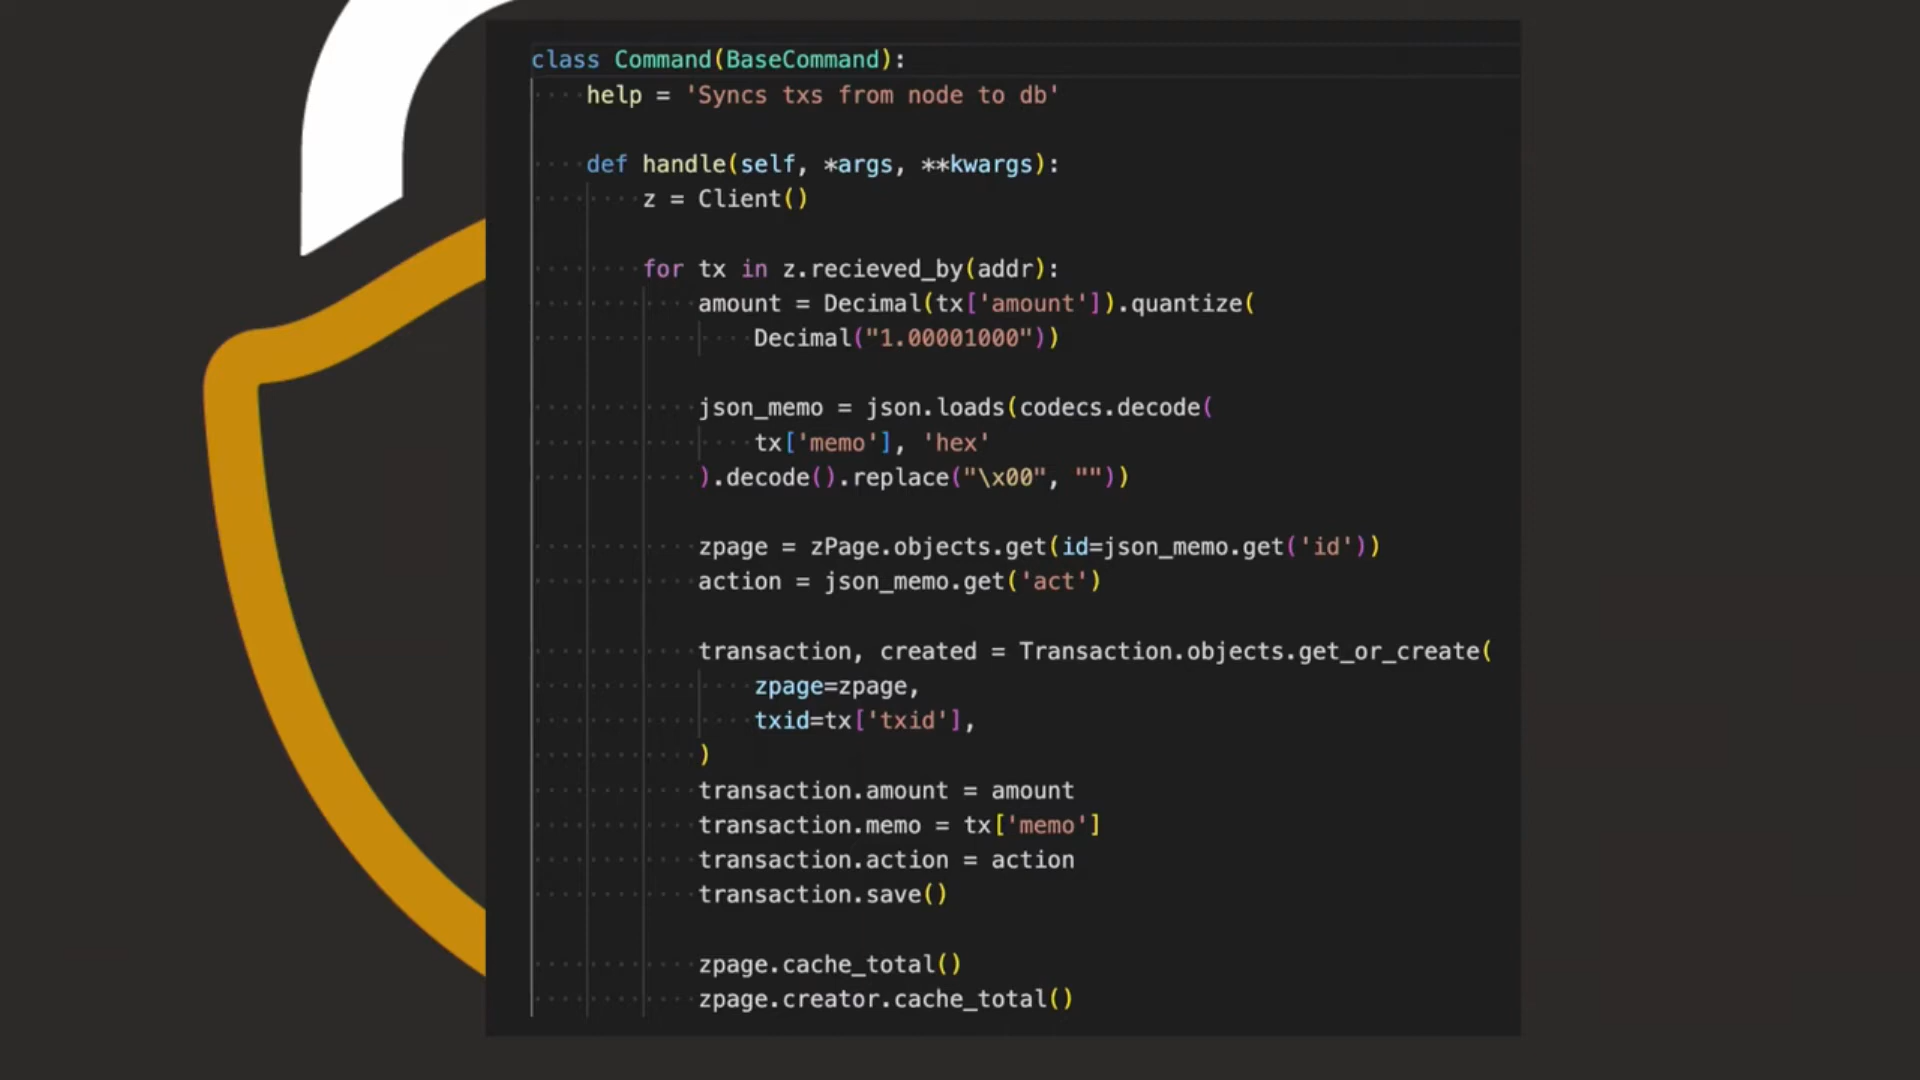 class Command(BaseCommand):
help = 'Syncs txs from node to db'
def handle(self, *args, **kwargs):
z = Client()
for tx in z.recieved_by(addr):
amount = Decimal(tx['amount']).quantize(
Decimal("1.00001000"))
json_memo = json.loads(codecs.decode(
tx['memo'], 'hex'
).decode().replace("\x00", ""))
zpage = zPage.objects.get(id=json_memo.get('id'))
action = json_memo.get('act')
transaction, created = Transaction.objects.get_or_create(
zpage=zpage,
txid=tx['txid'],
)
transaction.amount = amount
transaction.memo = tx['memo']
transaction.action = action
transaction.save()
zpage.cache_total()
zpage.creator.cache_total()